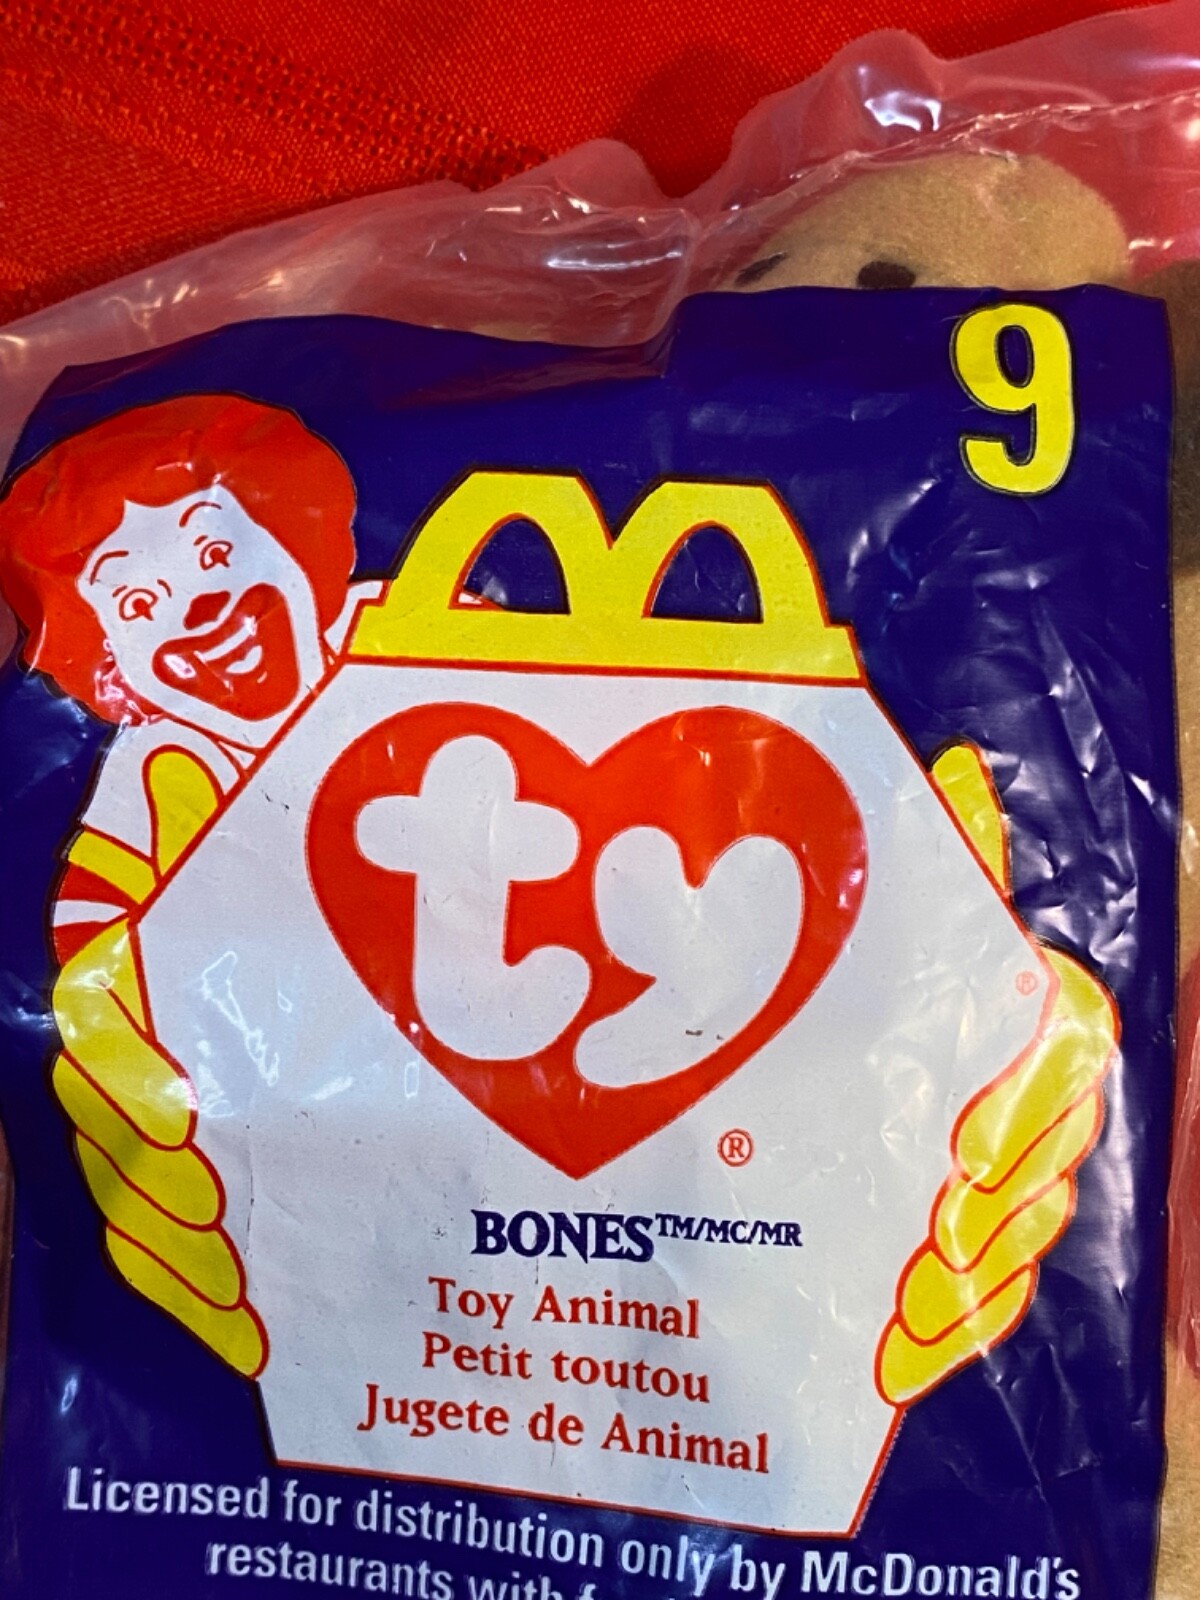 9
ty
®
®
BONES™/MC/MR
Toy Animal
Petit toutou
Jugete de Animal
Licensed for distribution only by McDonald's
restaurants with